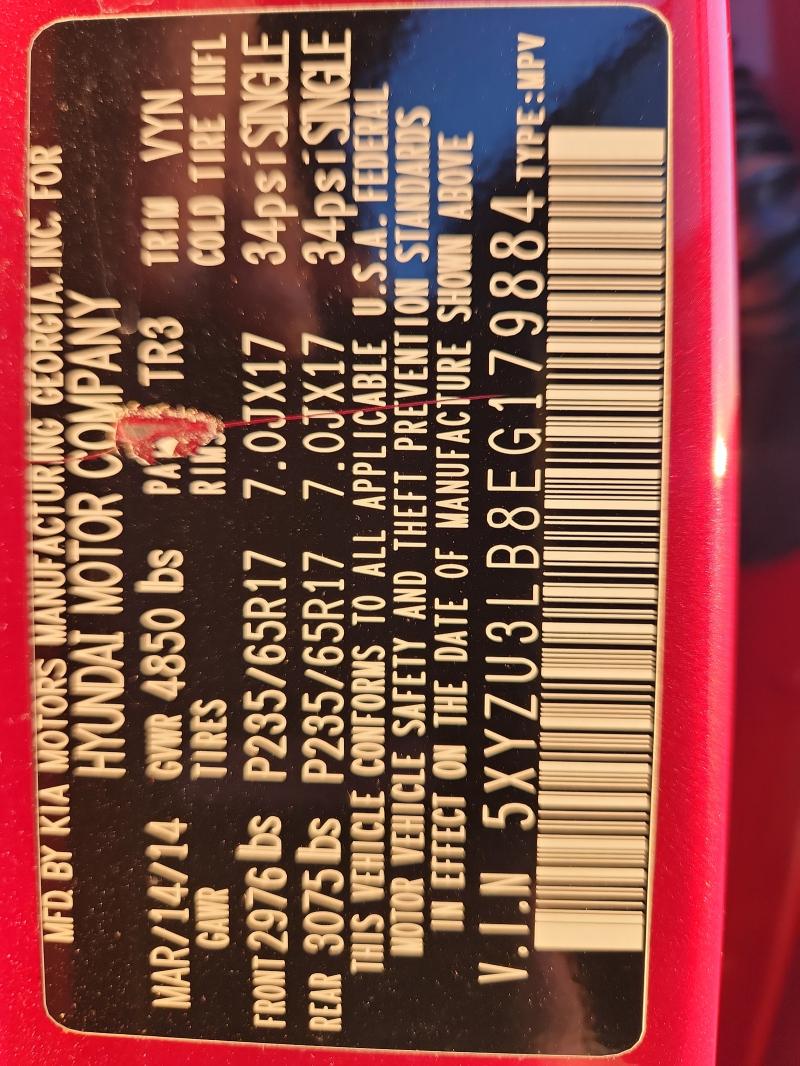 MFD. BY KIA MOTORS MANUFACTURING GEORGIA. INC. FOR
HYUNDAI MOTOR COMPANY
MAR/14/14 GVWR 4850 lbs TR3 TRIM VYN
GAWR TIRES RIMS COLD TIRE INFL
FRONT 2976 lbs P235/65R17 7.0JX17 34psi SINGLE
REAR 3075 lbs P235/65R17 7.0JX17 34psi SINGLE
THIS VEHICLE CONFORMS TO ALL APPLICABLE U.S.A. FEDERAL
MOTOR VEHICLE SAFETY AND THEFT PREVENTION STANDARDS
IN EFFECT ON THE DATE OF MANUFACTURE SHOWN ABOVE
V.I.N 5XYZU3LB8EG179884 TYPE:MPV